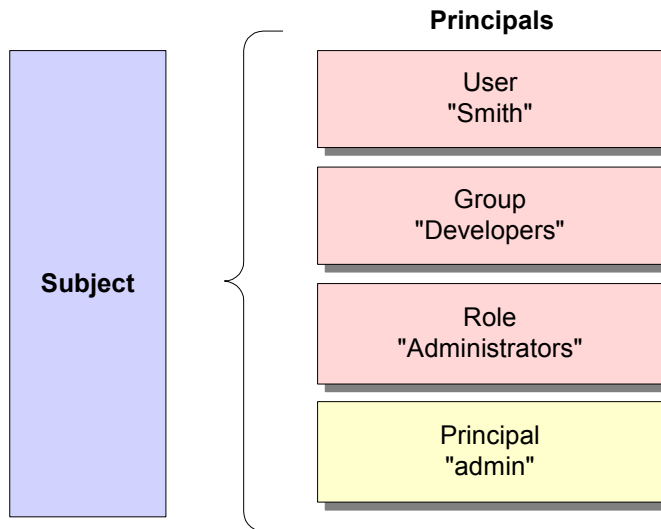 Principals
User
"Smith"
Group
"Developers"
Subject
Role
"Administrators"
Principal
"admin"